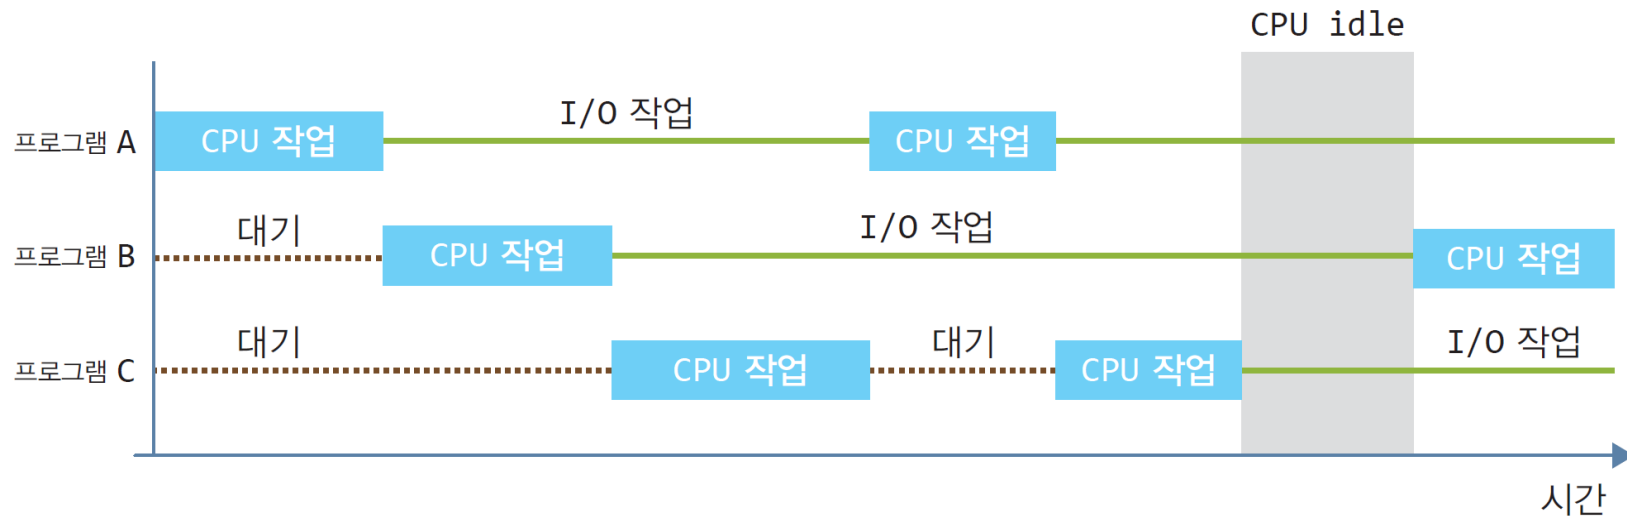 CPU idle
I/O 작업
프로그램 A
CPU 작업
CPU 작업
대기
I/O 작업
프로그램 B
CPU 작업
CPU 작업
대기
대기
I/O 작업
프로그램 C
CPU 작업
CPU 작업
시간